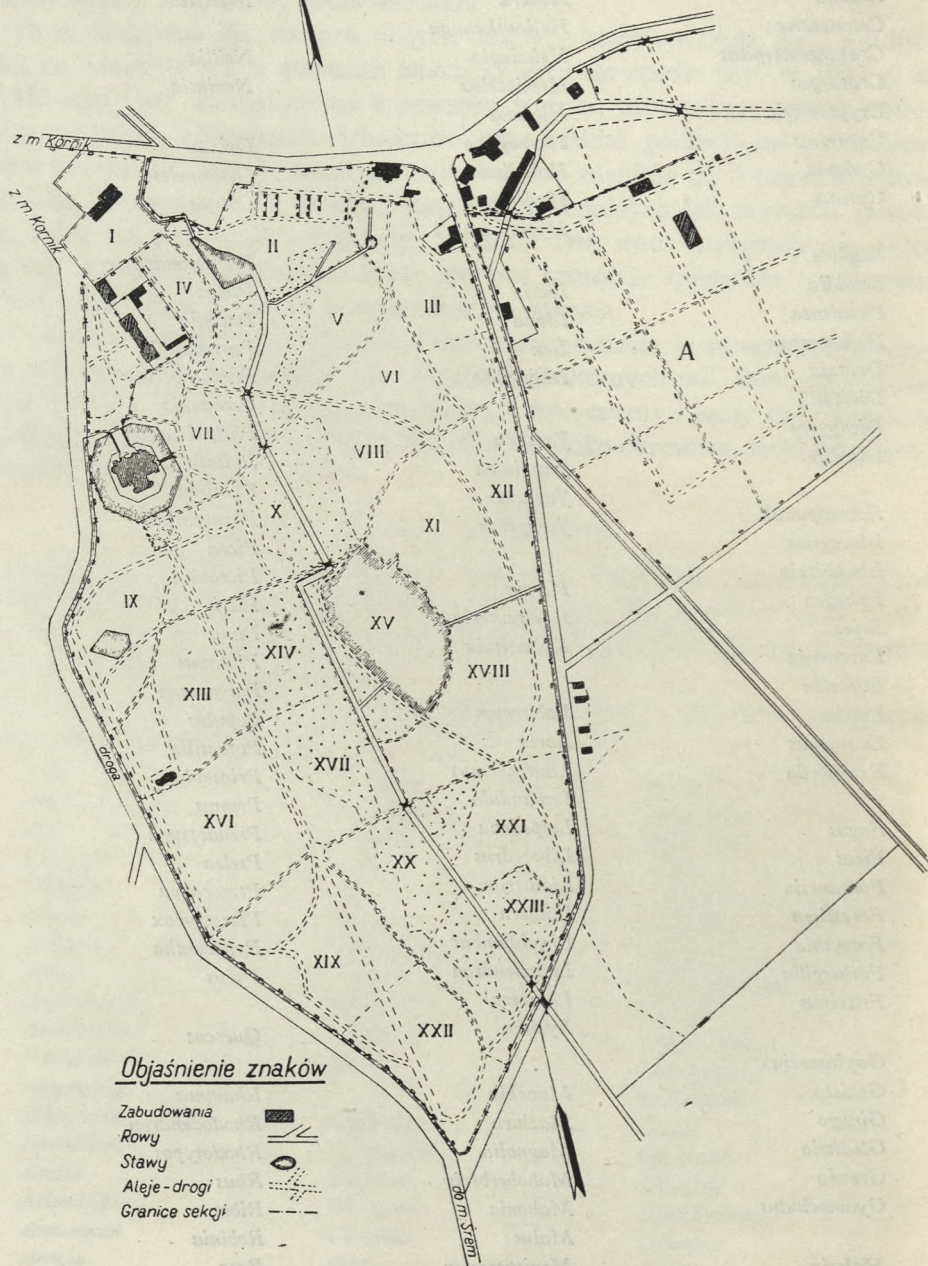 z m Kórnik
z m Kórnik
I
II
III
IV
V
VI
A
VII
VIII
X
XI
XII
IX
XV
XIV
XIII
XVIII
droga
XVII
XVI
XX
XXI
XXIII
XIX
XXII
Objaśnienie znaków
Zabudowania
Rowy
Stawy
Aleje-drogi
Granice sekcji
do m. Śrem